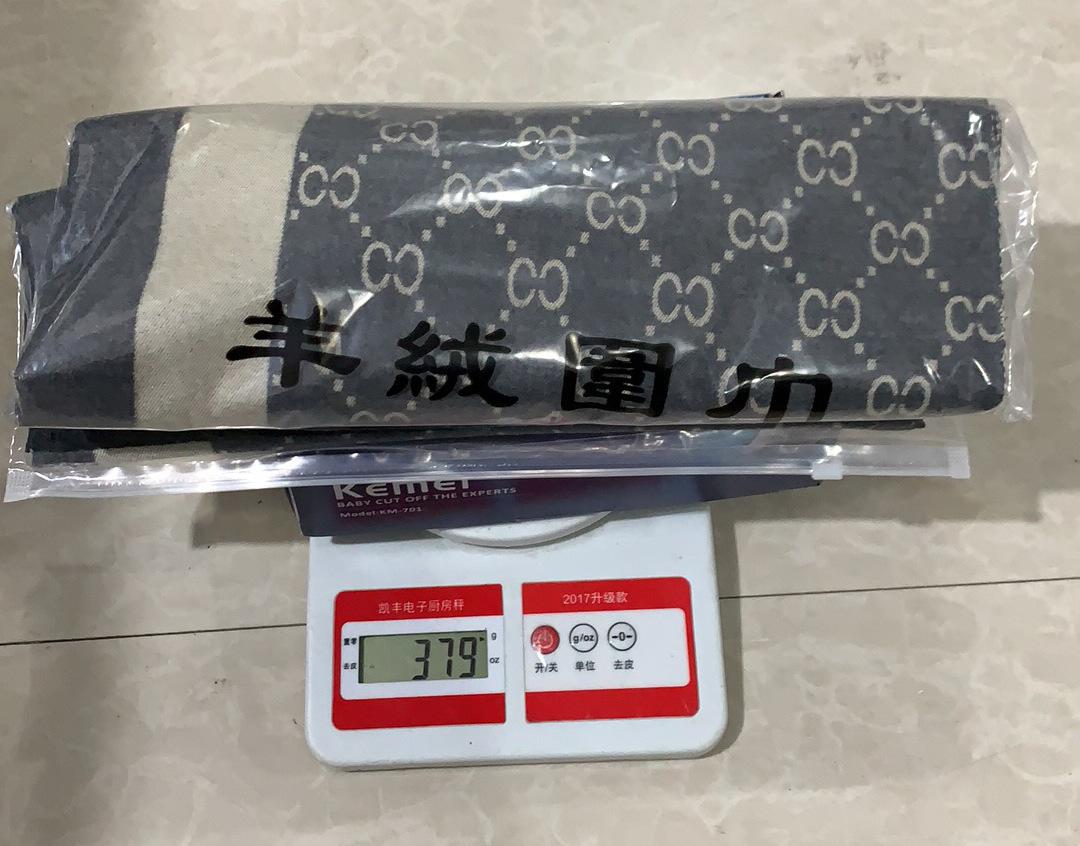 羊絨圍巾
Kemei
BABY CUT OFF THE EXPERTS
Model:KM-701
凯丰电子厨房秤
2017升级款
置零
去皮
379
g
oz
g/oz
-0-
开/关
单位
去皮